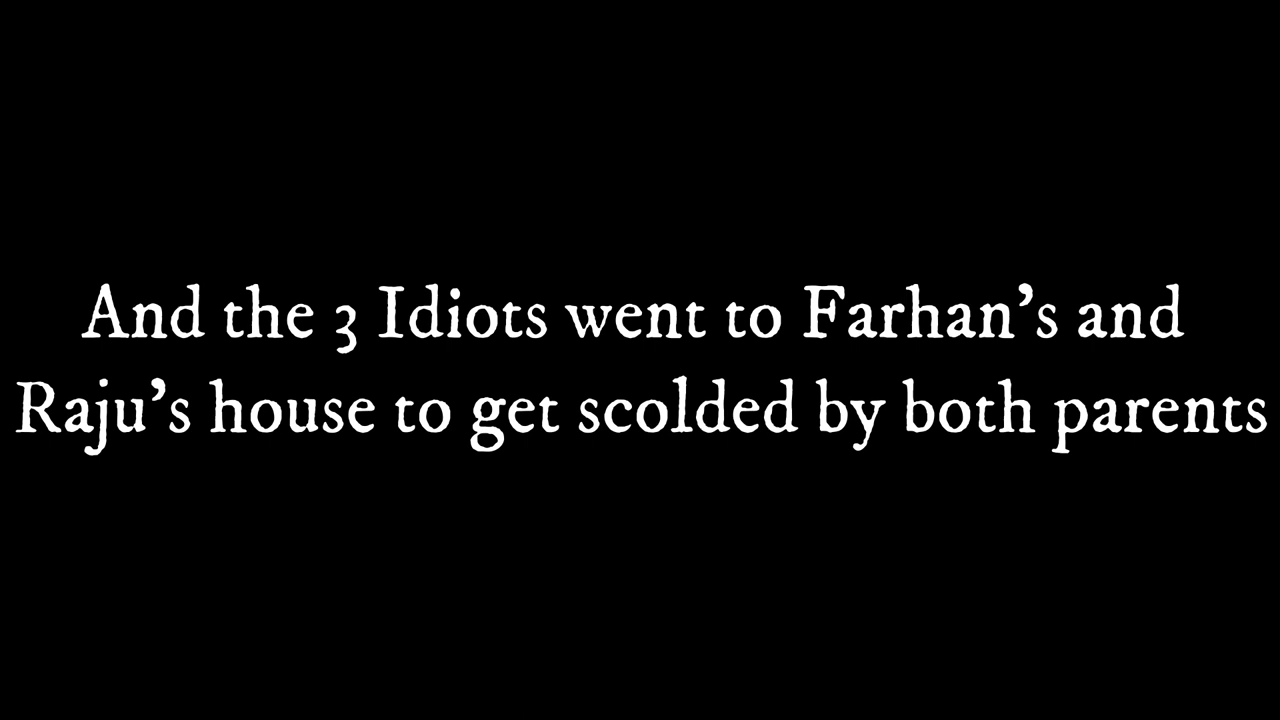 And the 3 Idiots went to Farhan’s and
Raju’s house to get scolded by both parents